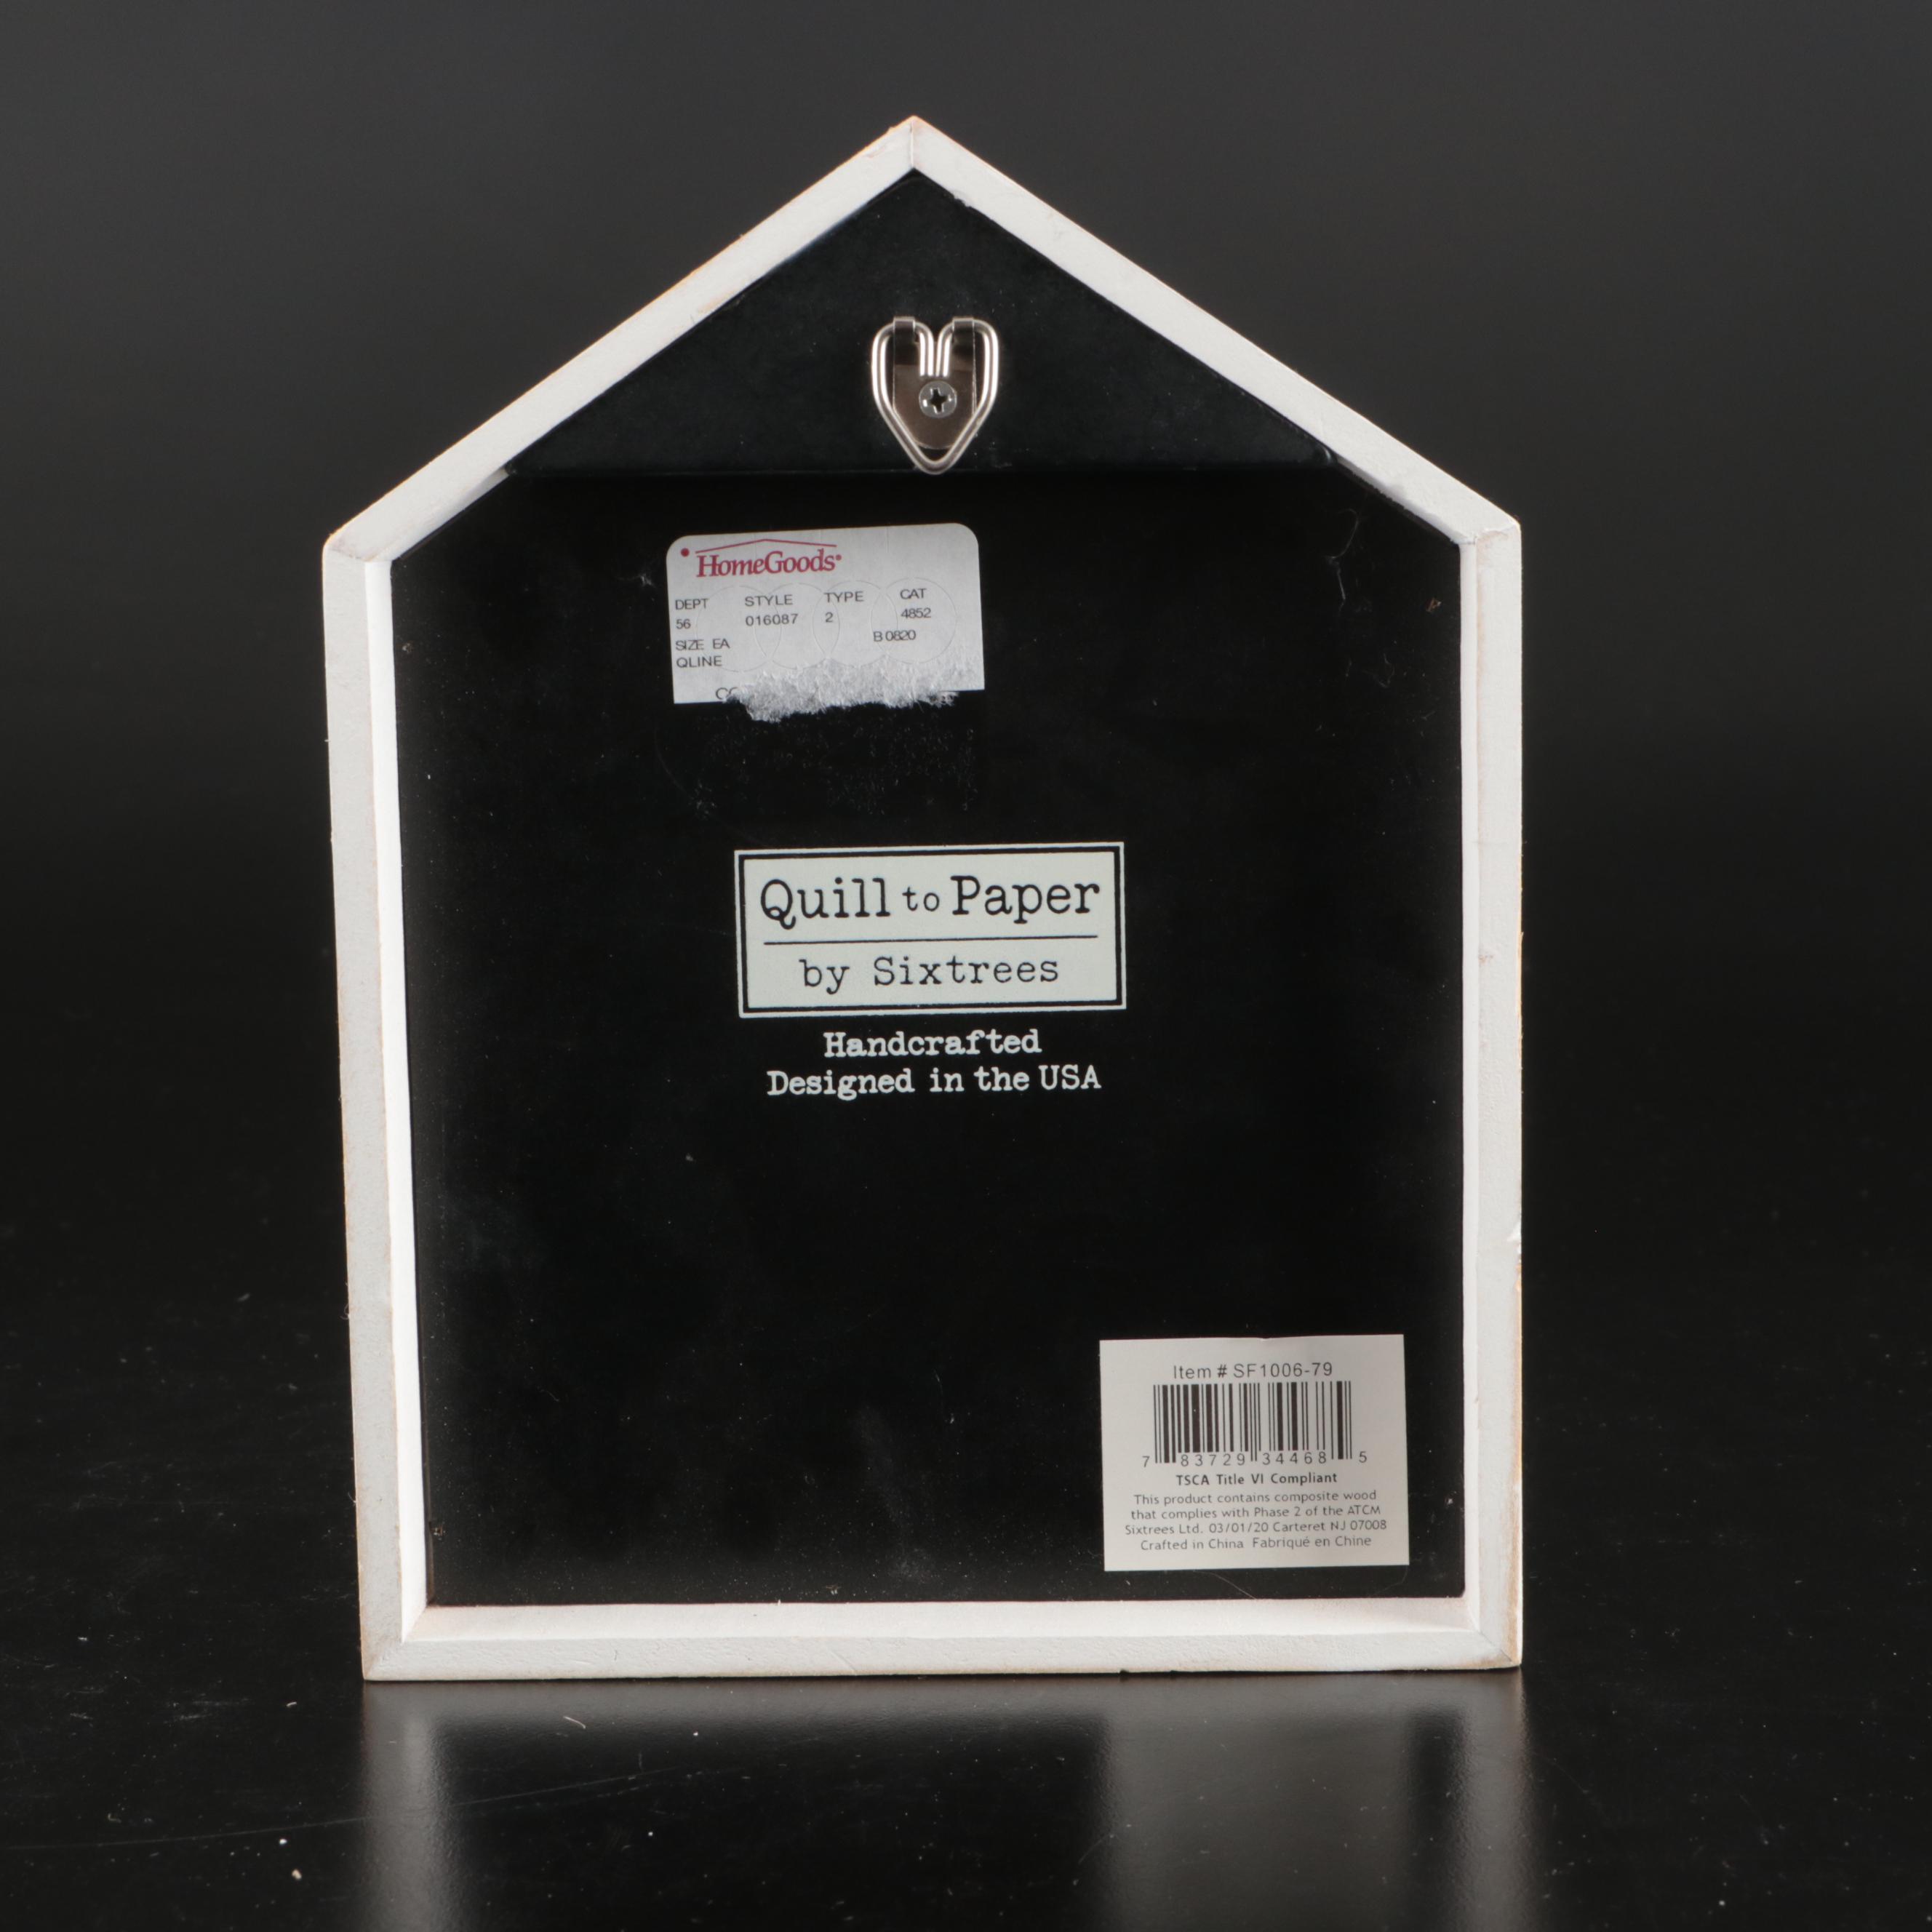 HomeGoods
DEPT STYLE TYPE CAT
56 016087 2 4852
SIZE EA B 0820
QLINE
Quill to Paper
by Sixtrees
Handcrafted
Designed in the USA
Item # SF1006-79
7 83729 34468 5
TSCA Title VI Compliant
This product contains composite wood
that complies with Phase 2 of the ATCM
Sixtrees Ltd. 03/01/20 Carteret NJ 07008
Crafted in China Fabriqué en Chine